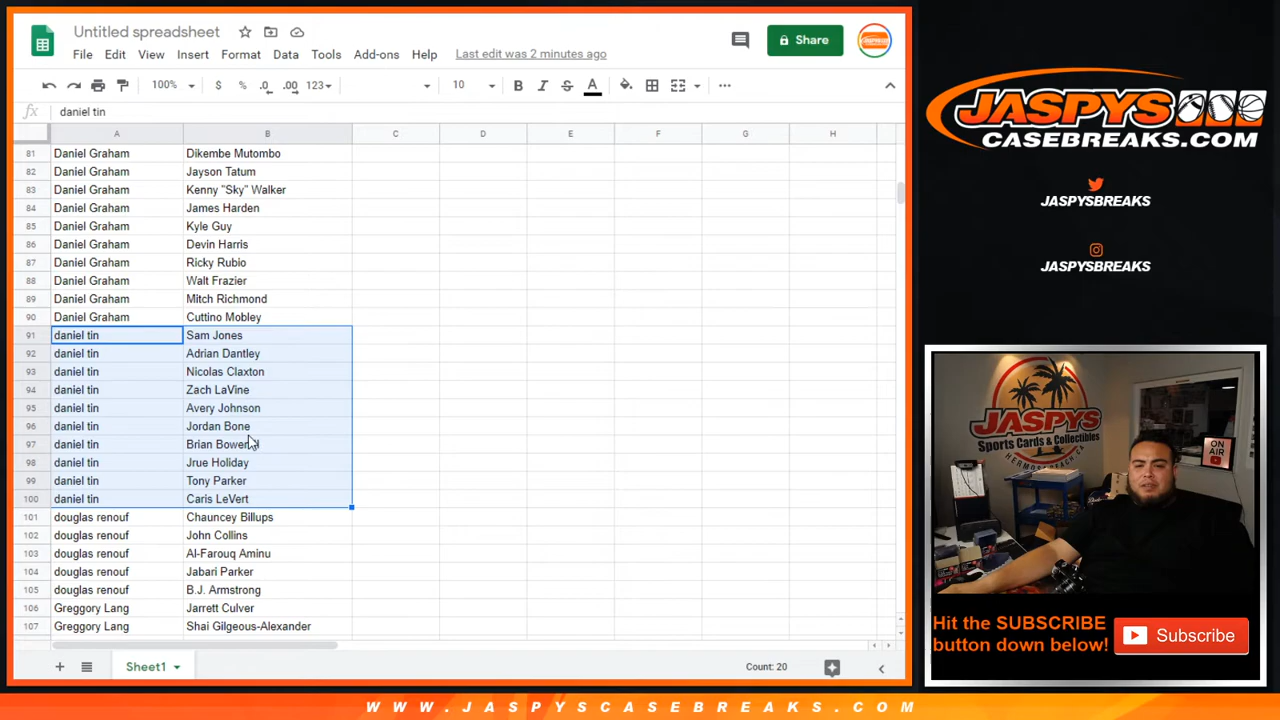 Untitled spreadsheet
File Edit View Insert Format Data Tools Add-ons Help Last edit was 2 minutes ago
Share
100% $ % .0 .00 123 10 B I S A
fx daniel tin
A B C D E F G H
81 Daniel Graham Dikembe Mutombo
82 Daniel Graham Jayson Tatum
83 Daniel Graham Kenny "Sky" Walker
84 Daniel Graham James Harden
85 Daniel Graham Kyle Guy
86 Daniel Graham Devin Harris
87 Daniel Graham Ricky Rubio
88 Daniel Graham Walt Frazier
89 Daniel Graham Mitch Richmond
90 Daniel Graham Cuttino Mobley
91 daniel tin Sam Jones
92 daniel tin Adrian Dantley
93 daniel tin Nicolas Claxton
94 daniel tin Zach LaVine
95 daniel tin Avery Johnson
96 daniel tin Jordan Bone
97 daniel tin Brian Bowen
98 daniel tin Jrue Holiday
99 daniel tin Tony Parker
100 daniel tin Caris LeVert
101 douglas renouf Chauncey Billups
102 douglas renouf John Collins
103 douglas renouf Al-Farouq Aminu
104 douglas renouf Jabari Parker
105 douglas renouf B.J. Armstrong
106 Greggory Lang Jarrett Culver
107 Greggory Lang Shai Gilgeous-Alexander
Sheet1
Count: 20
JASPYS
CASEBREAKS.COM
JASPYSBREAKS
JASPYSBREAKS
JASPYS
Sports Cards & Collectibles
HERMOSA BEACH, CA
ON AIR
Hit the SUBSCRIBE
button down below!
Subscribe
WWW.JASPYSCASEBREAKS.COM